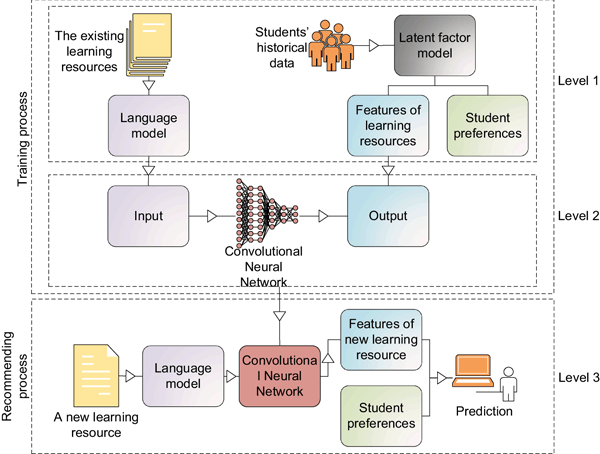 The existing
learning
resources
Students'
historical
data
Latent factor
model
Level 1
Language
model
Features of
learning
resources
Student
preferences
Training process
Input
Convolutional
Neural
Network
Output
Level 2
Recommending
process
A new learning
resource
Language
model
Convolutiona
l Neural
Network
Features of
new learning
resource
Student
preferences
Prediction
Level 3